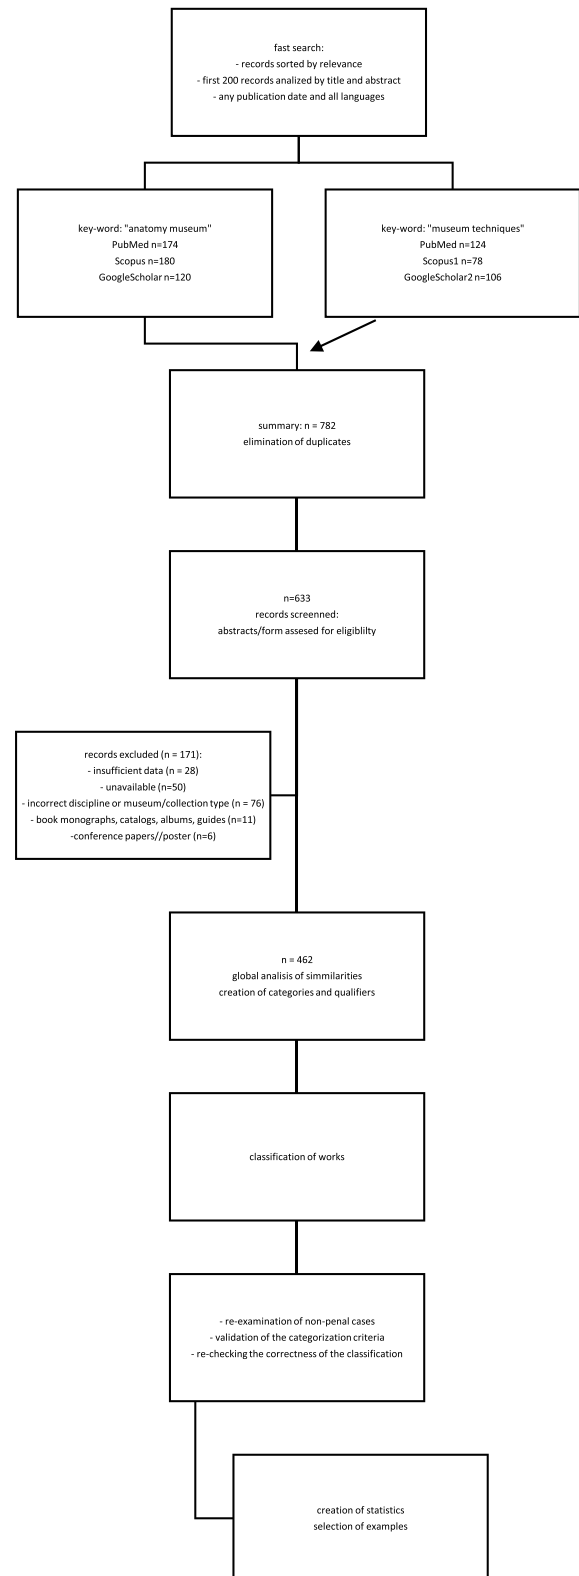 fast search:
- records sorted by relevance
- first 200 records analized by title and abstract
- any publication date and all languages
key-word: "anatomy museum"
PubMed n=174
Scopus n=180
GoogleScholar n=120
key-word: "museum techniques"
PubMed n=124
Scopus1 n=78
GoogleScholar2 n=106
summary: n = 782
elimination of duplicates
n=633
records screenned:
abstracts/form assesed for eligiblilty
records excluded (n = 171):
- insufficient data (n = 28)
- unavailable (n=50)
- incorrect discipline or museum/collection type (n = 76)
- book monographs, catalogs, albums, guides (n=11)
-conference papers//poster (n=6)
n = 462
global analisis of simmilarities
creation of categories and qualifiers
classification of works
- re-examination of non-penal cases
- validation of the categorization criteria
- re-checking the correctness of the classification
creation of statistics
selection of examples